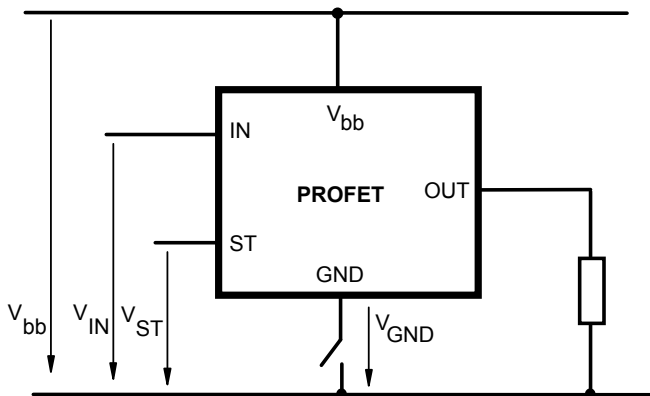 Vbb
IN
PROFET
OUT
ST
GND
Vbb
VIN
VST
VGND